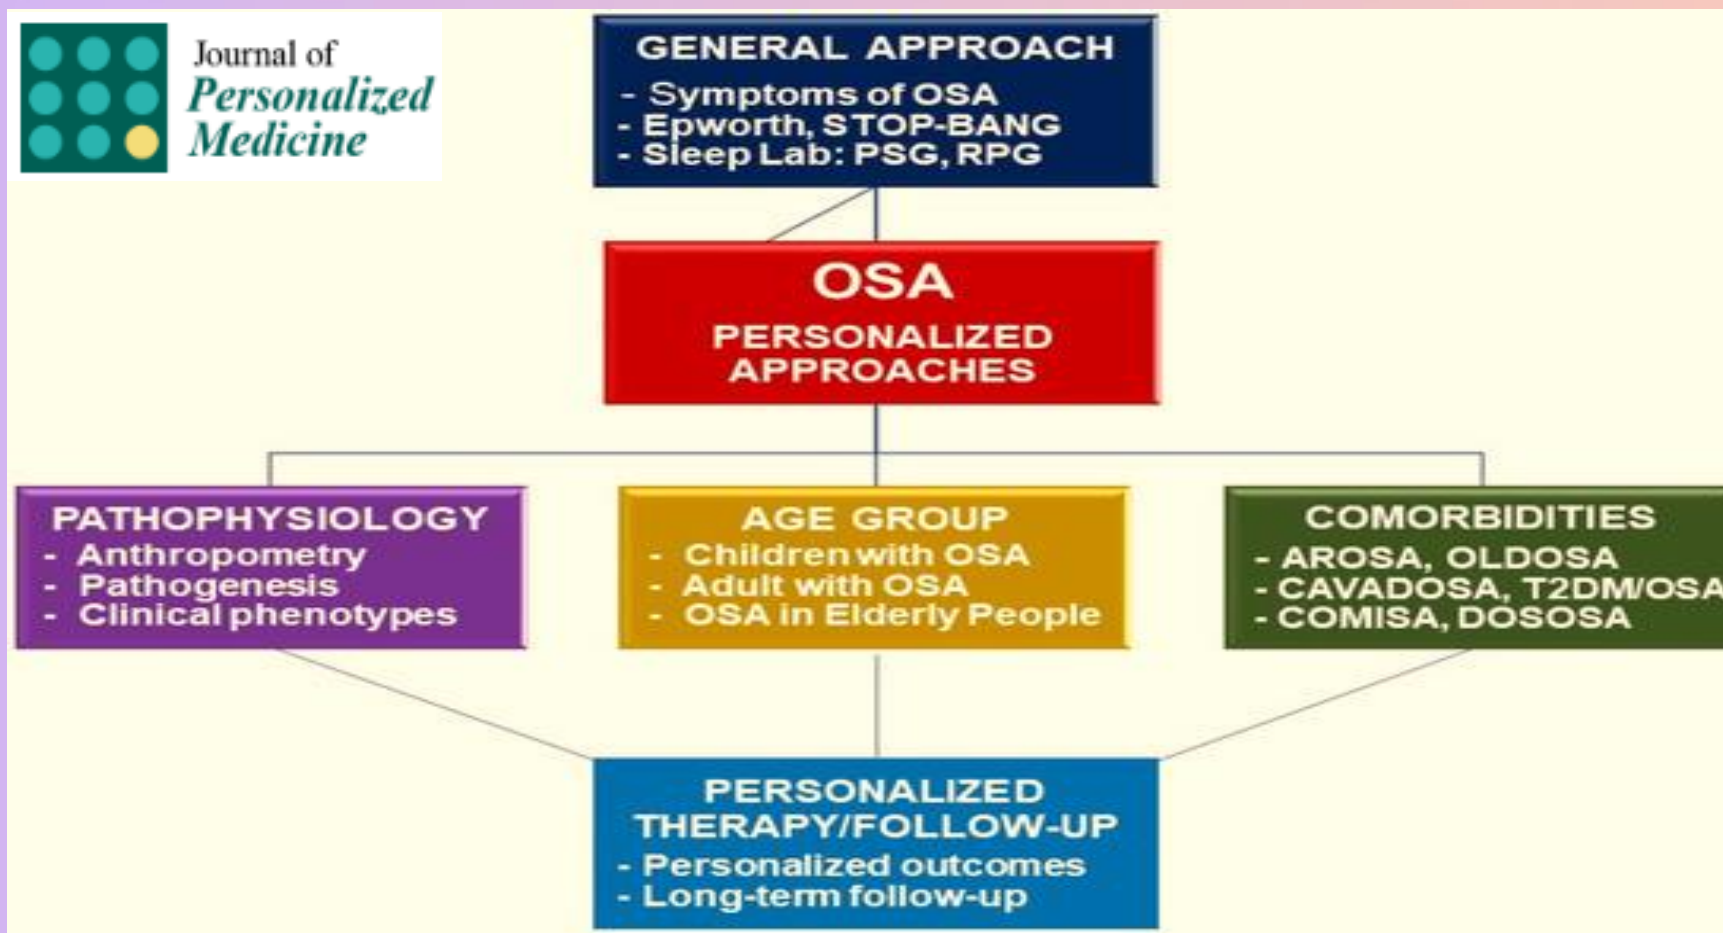 Journal of
Personalized
Medicine
GENERAL APPROACH
- Symptoms of OSA
- Epworth, STOP-BANG
- Sleep Lab: PSG, RPG
OSA
PERSONALIZED
APPROACHES
PATHOPHYSIOLOGY
- Anthropometry
- Pathogenesis
- Clinical phenotypes
AGE GROUP
- Children with OSA
- Adult with OSA
- OSA in Elderly People
COMORBIDITIES
- AROSA, OLDOSA
- CAVADOSA, T2DM/OSA
- COMISA, DOSOSA
PERSONALIZED
THERAPY/FOLLOW-UP
- Personalized outcomes
- Long-term follow-up